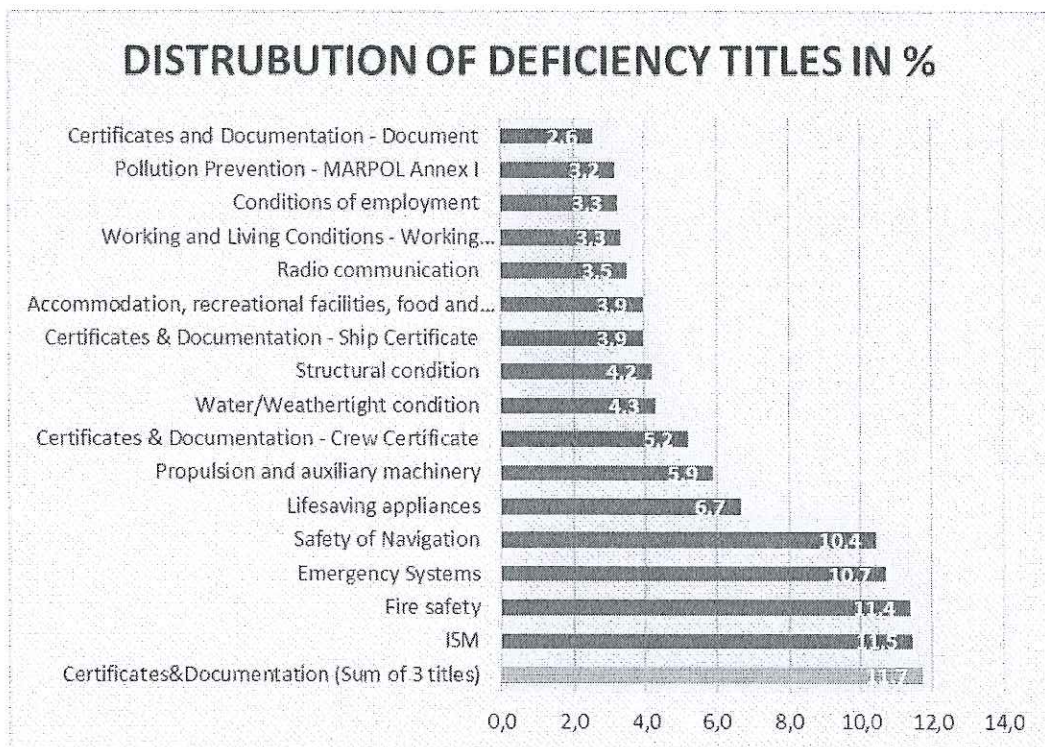 DISTRUBUTION OF DEFICIENCY TITLES IN %
Certificates and Documentation - Document 2.6
Pollution Prevention - MARPOL Annex I 3.2
Conditions of employment 3.3
Working and Living Conditions - Working... 3.3
Radio communication 3.5
Accommodation, recreational facilities, food and... 3.9
Certificates & Documentation - Ship Certificate 3.9
Structural condition 4.2
Water/Weathertight condition 4.3
Certificates & Documentation - Crew Certificate 5.2
Propulsion and auxiliary machinery 5.9
Lifesaving appliances 6.7
Safety of Navigation 10.4
Emergency Systems 10.7
Fire safety 11.4
ISM 11.5
Certificates&Documentation (Sum of 3 titles) 11.7
0,0 2,0 4,0 6,0 8,0 10,0 12,0 14,0